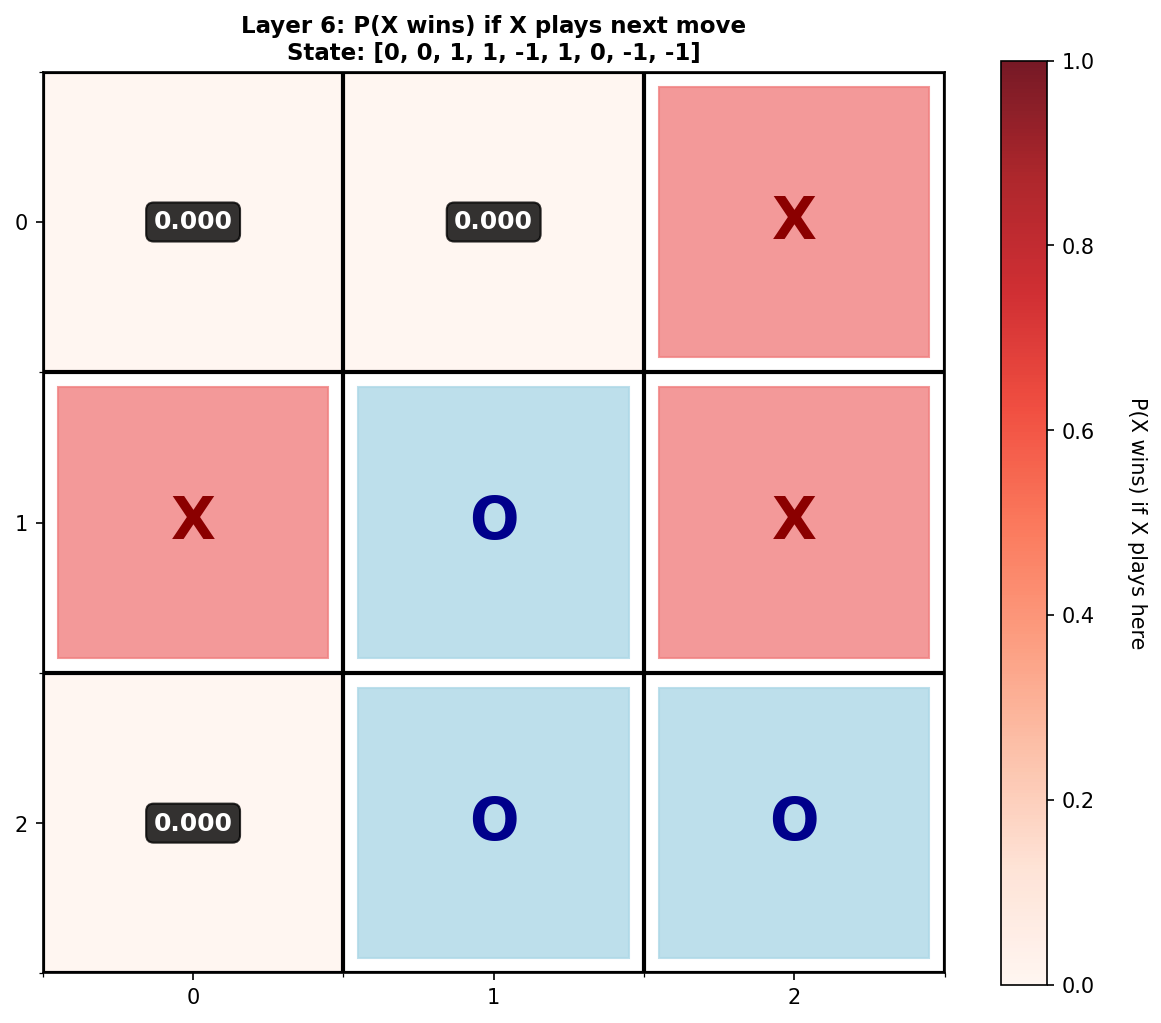 Layer 6: P(X wins) if X plays next move
State: [0, 0, 1, 1, -1, 1, 0, -1, -1]
0
0.000
0.000
X
1
X
O
X
2
0.000
O
O
0
1
2
1.0
0.8
0.6
0.4
0.2
0.0
P(X wins) if X plays here